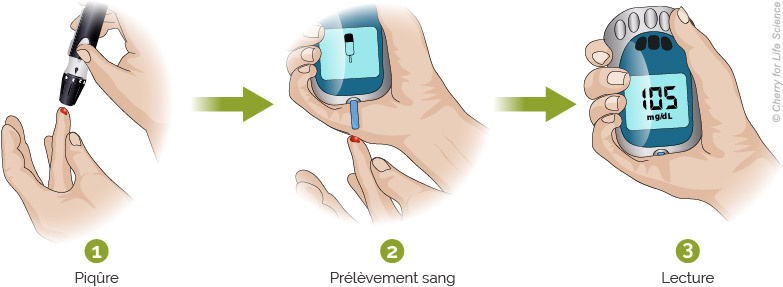 105
mg/dL
© Cherry for Life Science
1
2
3
Piqûre
Prélèvement sang
Lecture